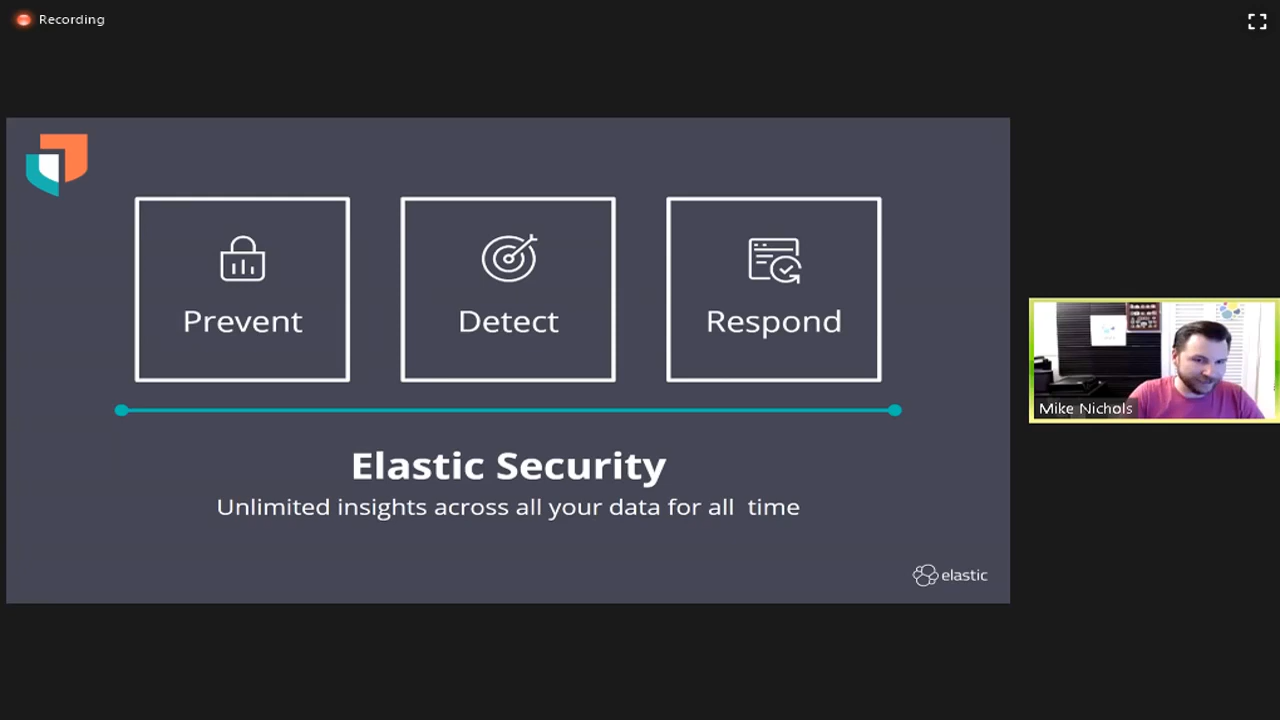 Recording
Prevent
Detect
Respond
Elastic Security
Unlimited insights across all your data for all  time
elastic
Mike Nichols